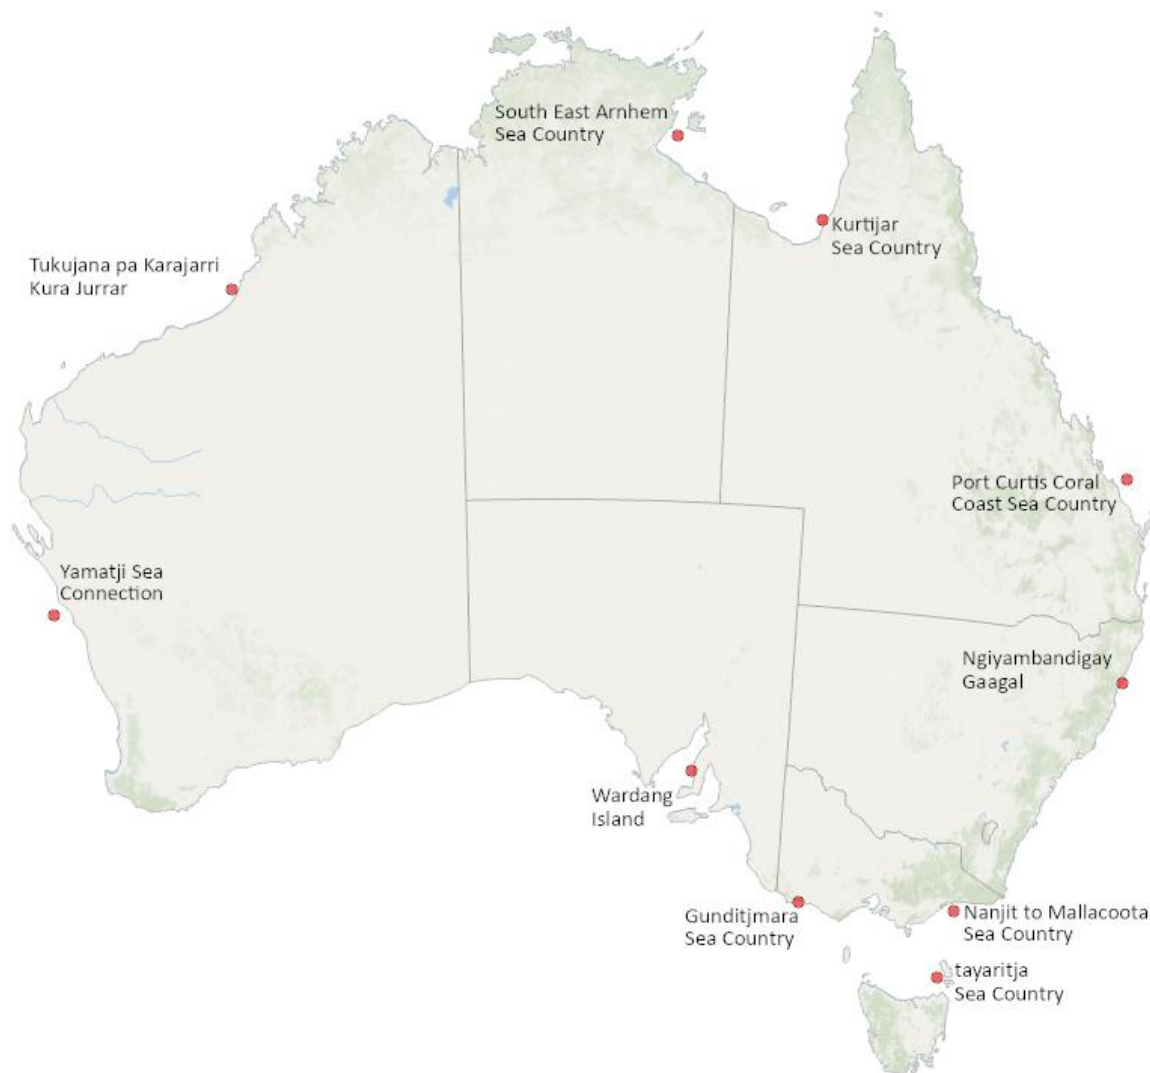 South East Arnhem
Sea Country
Kurtijar
Sea Country
Tukujana pa Karajarri
Kura Jurrar
Port Curtis Coral
Coast Sea Country
Yamatji Sea
Connection
Ngiyambandigay
Gaagal
Wardang
Island
Gunditjmara
Sea Country
Nanjit to Mallacoota
Sea Country
tayaritja
Sea Country